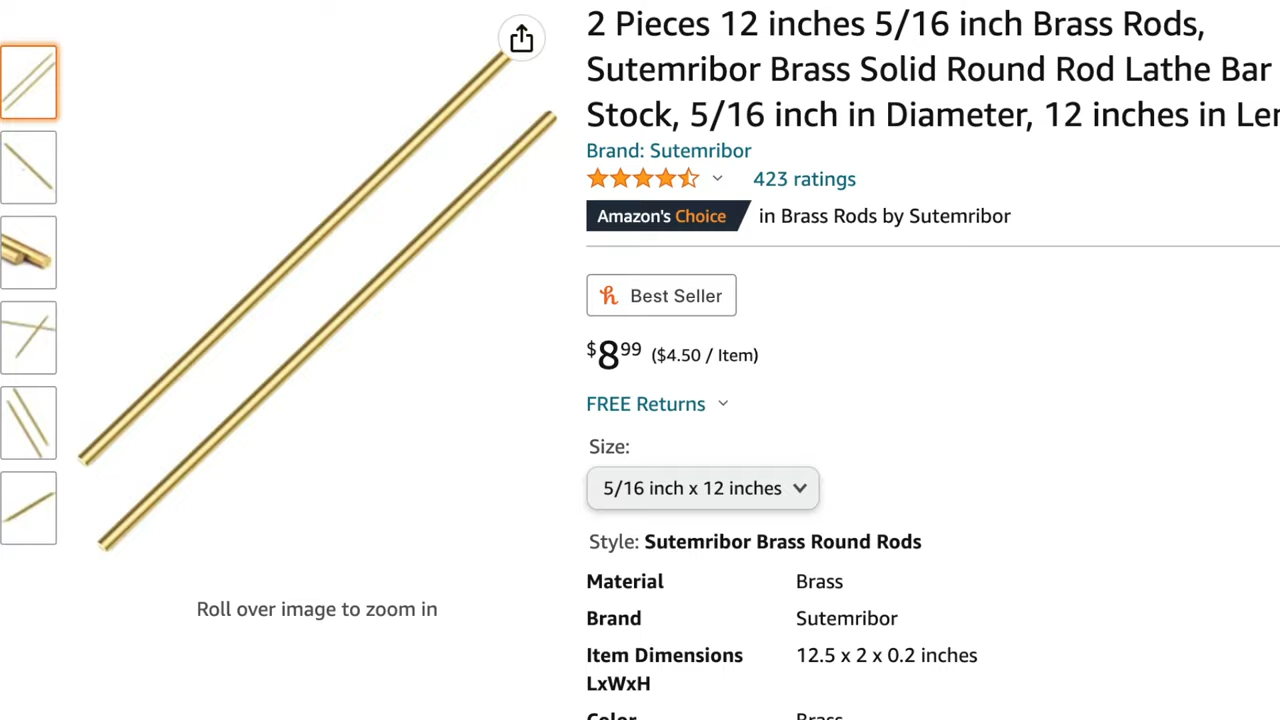 2 Pieces 12 inches 5/16 inch Brass Rods,
Sutemribor Brass Solid Round Rod Lathe Bar
Stock, 5/16 inch in Diameter, 12 inches in
Brand: Sutemribor
423 ratings
Amazon's Choice in Brass Rods by Sutemribor
Best Seller
$8.99 ($4.50 / Item)
FREE Returns
Size:
5/16 inch x 12 inches
Style: Sutemribor Brass Round Rods
Material Brass
Brand Sutemribor
Item Dimensions 12.5 x 2 x 0.2 inches
LxWxH
Color Brass
Roll over image to zoom in